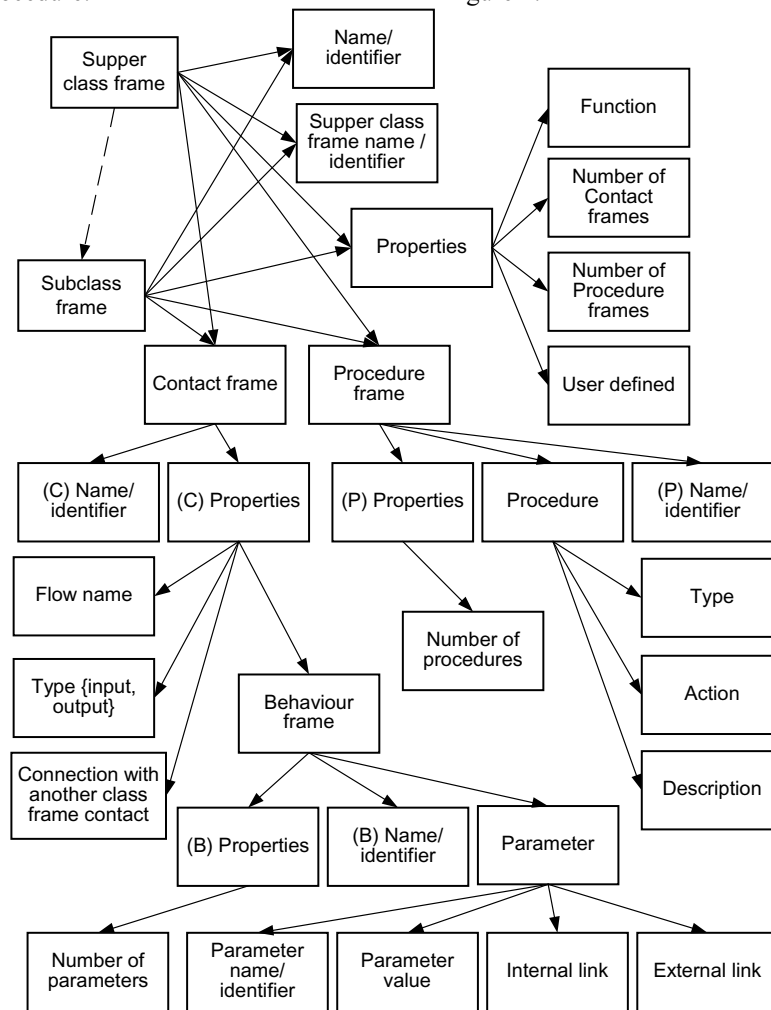 Supper
class frame
Name/
identifier
Supper class
frame name /
identifier
Function
Number of
Contact
frames
Properties
Subclass
frame
Number of
Procedure
frames
Contact frame
Procedure
frame
User defined
(C) Name/
identifier
(C) Properties
(P) Properties
Procedure
(P) Name/
identifier
Flow name
Type
Number of
procedures
Type {input,
output}
Behaviour
frame
Action
Connection with
another class
frame contact
Description
(B) Properties
(B) Name/
identifier
Parameter
Number of
parameters
Parameter
name/
identifier
Parameter
value
Internal link
External link